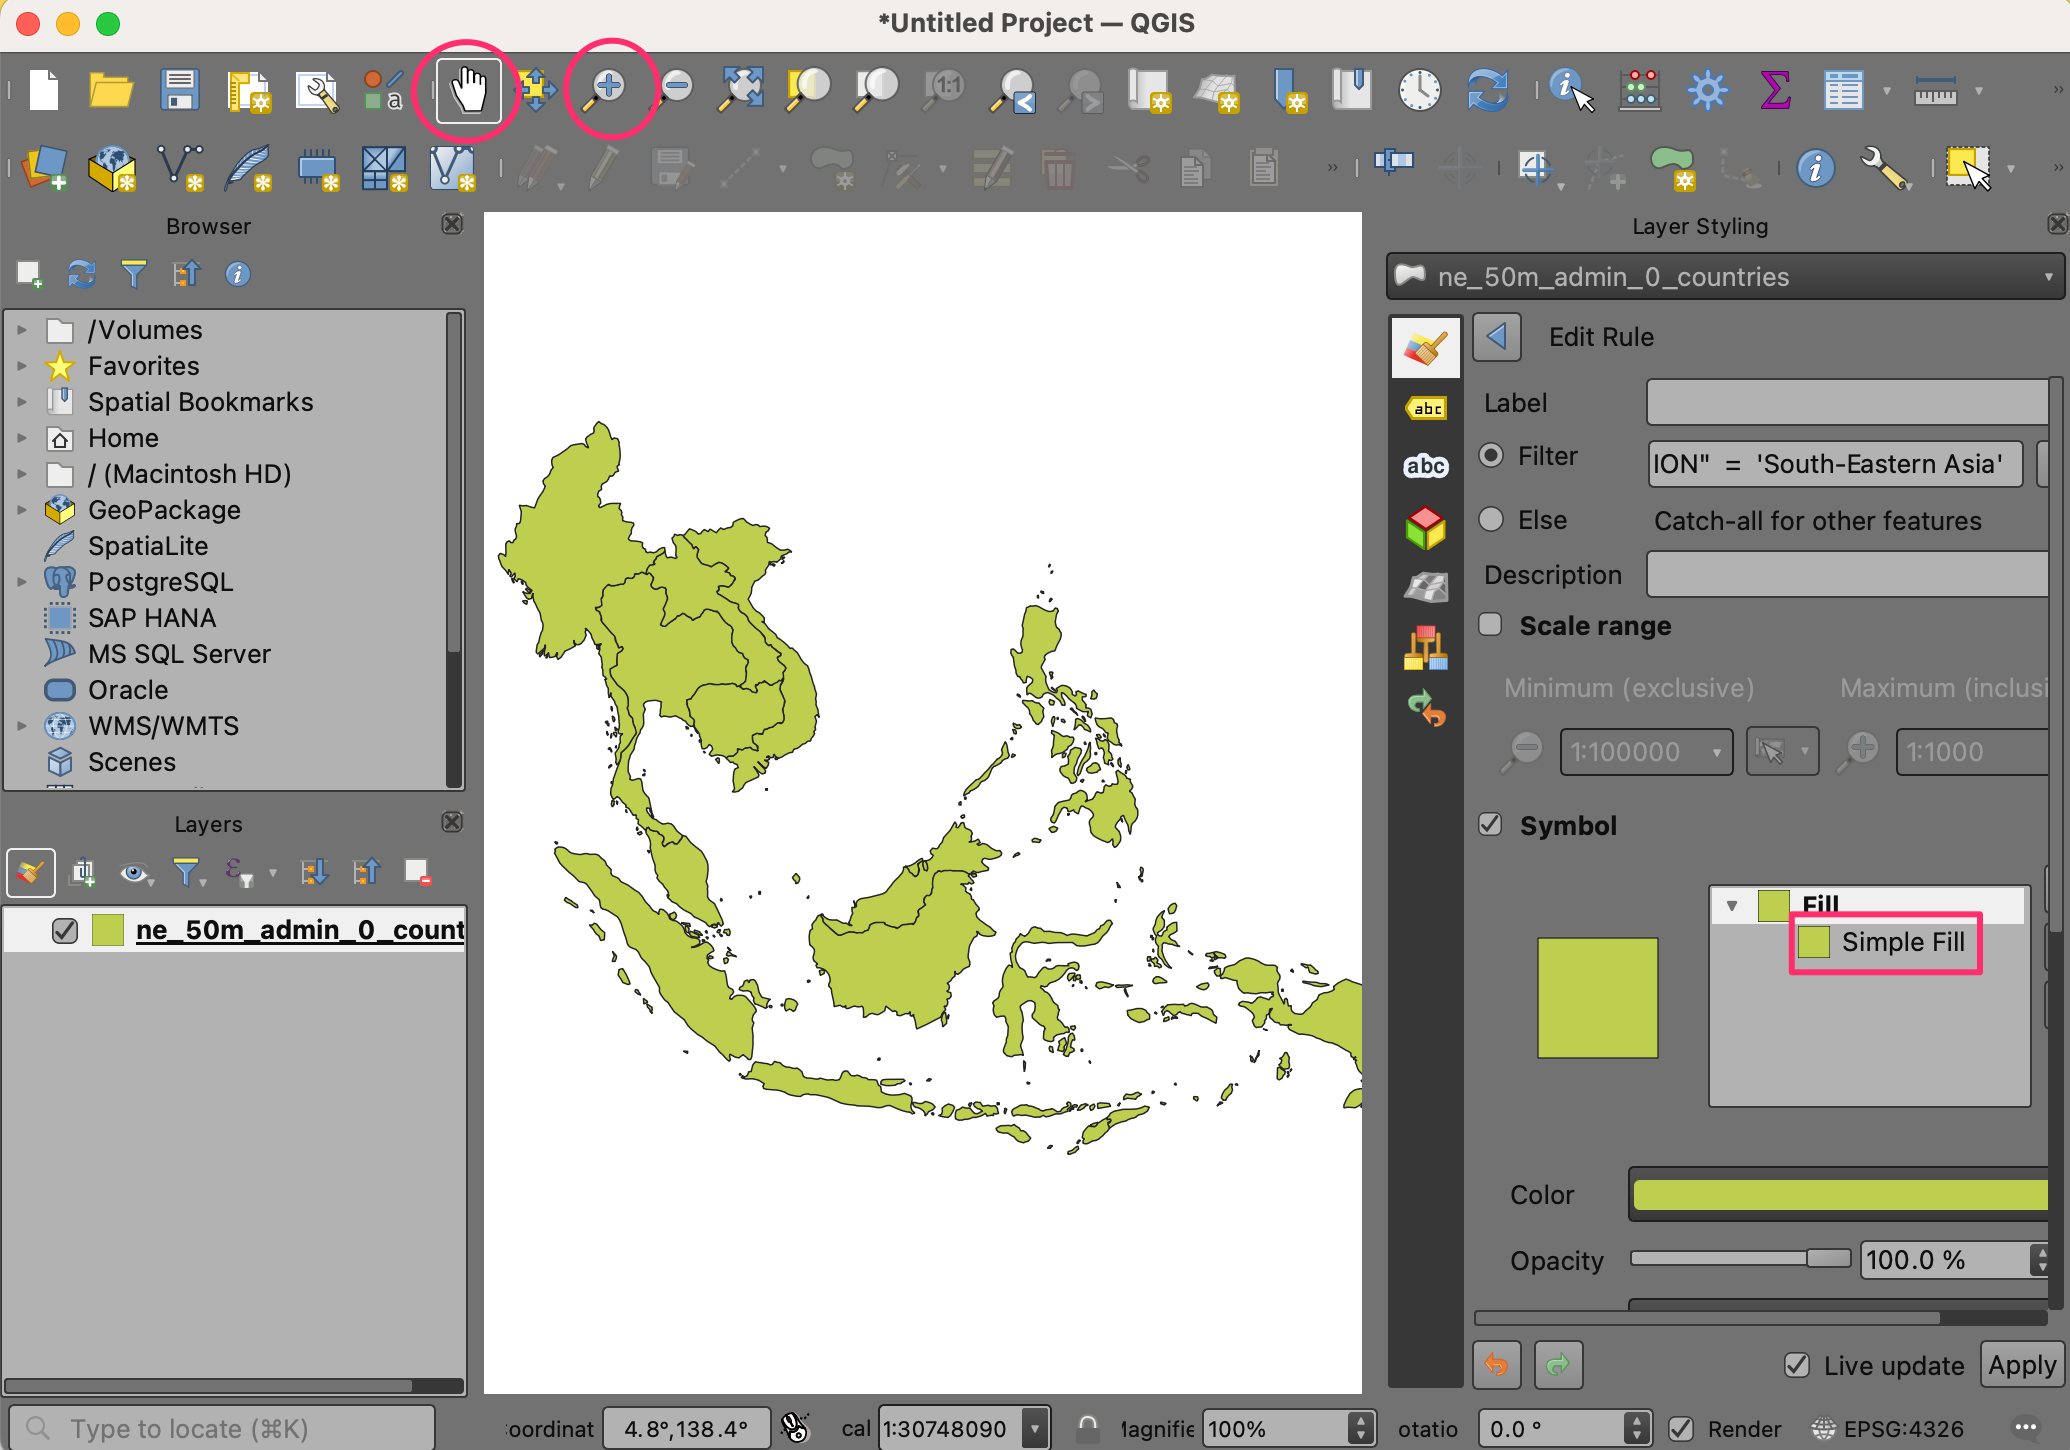 *Untitled Project — QGIS
a
1:1
Browser
/Volumes
Favorites
Spatial Bookmarks
Home
/ (Macintosh HD)
GeoPackage
SpatiaLite
PostgreSQL
SAP HANA
MS SQL Server
Oracle
WMS/WMTS
Scenes
Layers
ne_50m_admin_0_count
Layer Styling
ne_50m_admin_0_countries
abc
abc
Edit Rule
Label
Filter
ION" = 'South-Eastern Asia'
Else
Catch-all for other features
Description
Scale range
Minimum (exclusive)
Maximum (inclusi
1:100000
1:1000
Symbol
Fill
Simple Fill
Color
Opacity
100.0 %
Live update
Apply
Type to locate (⌘K)
oordinat
4.8°,138.4°
cal
1:30748090
lagnifie
100%
otatio
0.0 °
Render
EPSG:4326